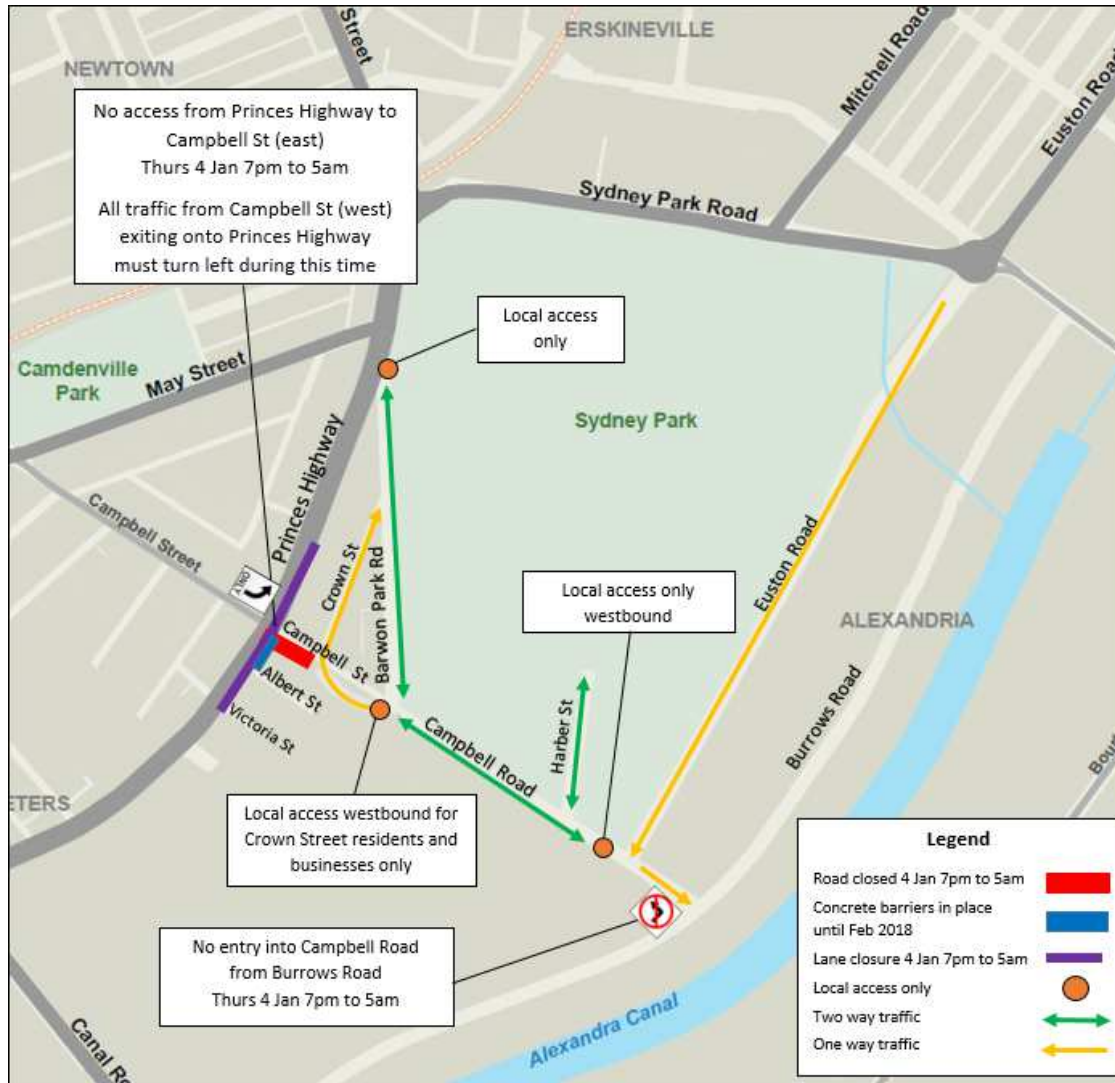 Street
ERSKINEVILLE
Mitchell Road
Euston Road
NEWTOWN
No access from Princes Highway to
Campbell St (east)
Thurs 4 Jan 7pm to 5am
All traffic from Campbell St (west)
exiting onto Princes Highway
must turn left during this time
Sydney Park Road
Local access
only
Camdenville
Park
May Street
Sydney Park
Princes Highway
Campbell Street
ONLY
Crown St
Barwon Park Rd
Local access only
westbound
Euston Road
ALEXANDRIA
Campbell St
Albert St
Victoria St
Campbell Road
Harber St
Burrows Road
Bou
ETERS
Local access westbound for
Crown Street residents and
businesses only
No entry into Campbell Road
from Burrows Road
Thurs 4 Jan 7pm to 5am
Canal Ro
Alexandra Canal
Legend
Road closed 4 Jan 7pm to 5am
Concrete barriers in place
until Feb 2018
Lane closure 4 Jan 7pm to 5am
Local access only
Two way traffic
One way traffic